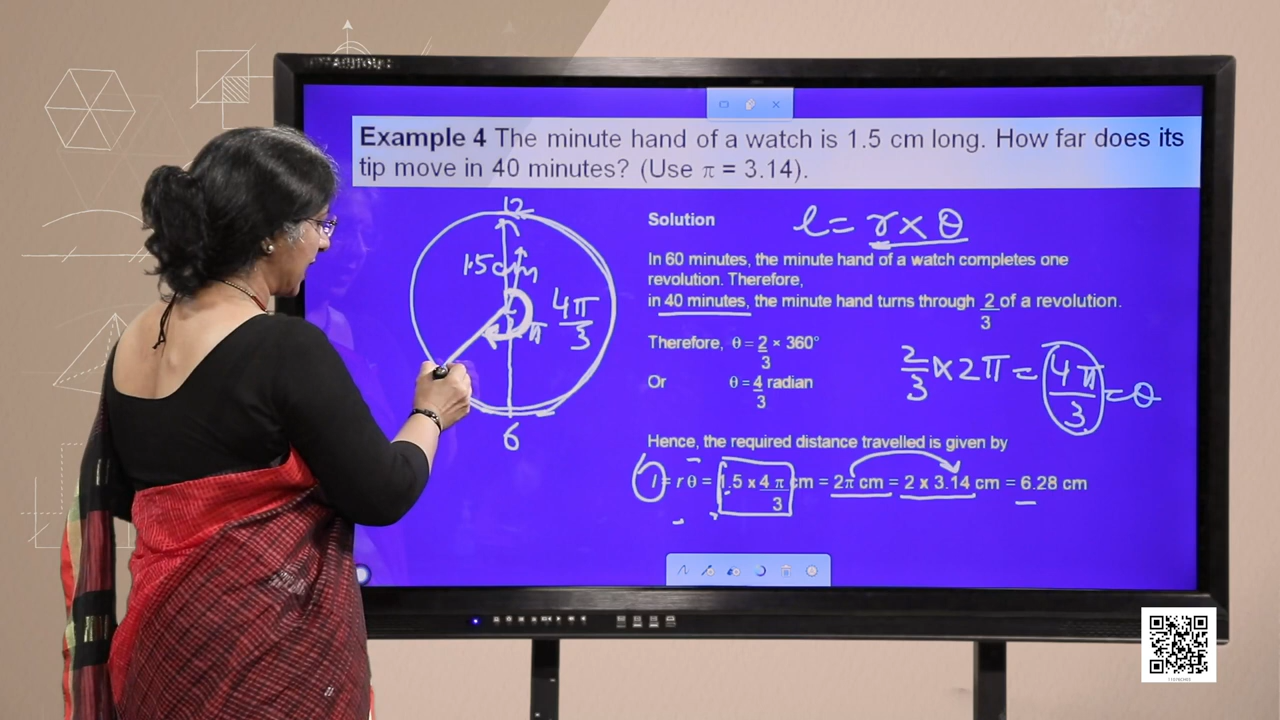 Example 4 The minute hand of a watch is 1.5 cm long. How far does its
tip move in 40 minutes? (Use π = 3.14).
12
1.5cm
4π/3
π
6
Solution
l = r × θ
In 60 minutes, the minute hand of a watch completes one
revolution. Therefore,
in 40 minutes, the minute hand turns through 2/3 of a revolution.
Therefore, θ = 2/3 × 360°
Or θ = 4/3 radian
2/3 × 2π = 4π/3 = θ
Hence, the required distance travelled is given by
l = r θ = 1.5 x 4 π/3 cm = 2π cm = 2 x 3.14 cm = 6.28 cm